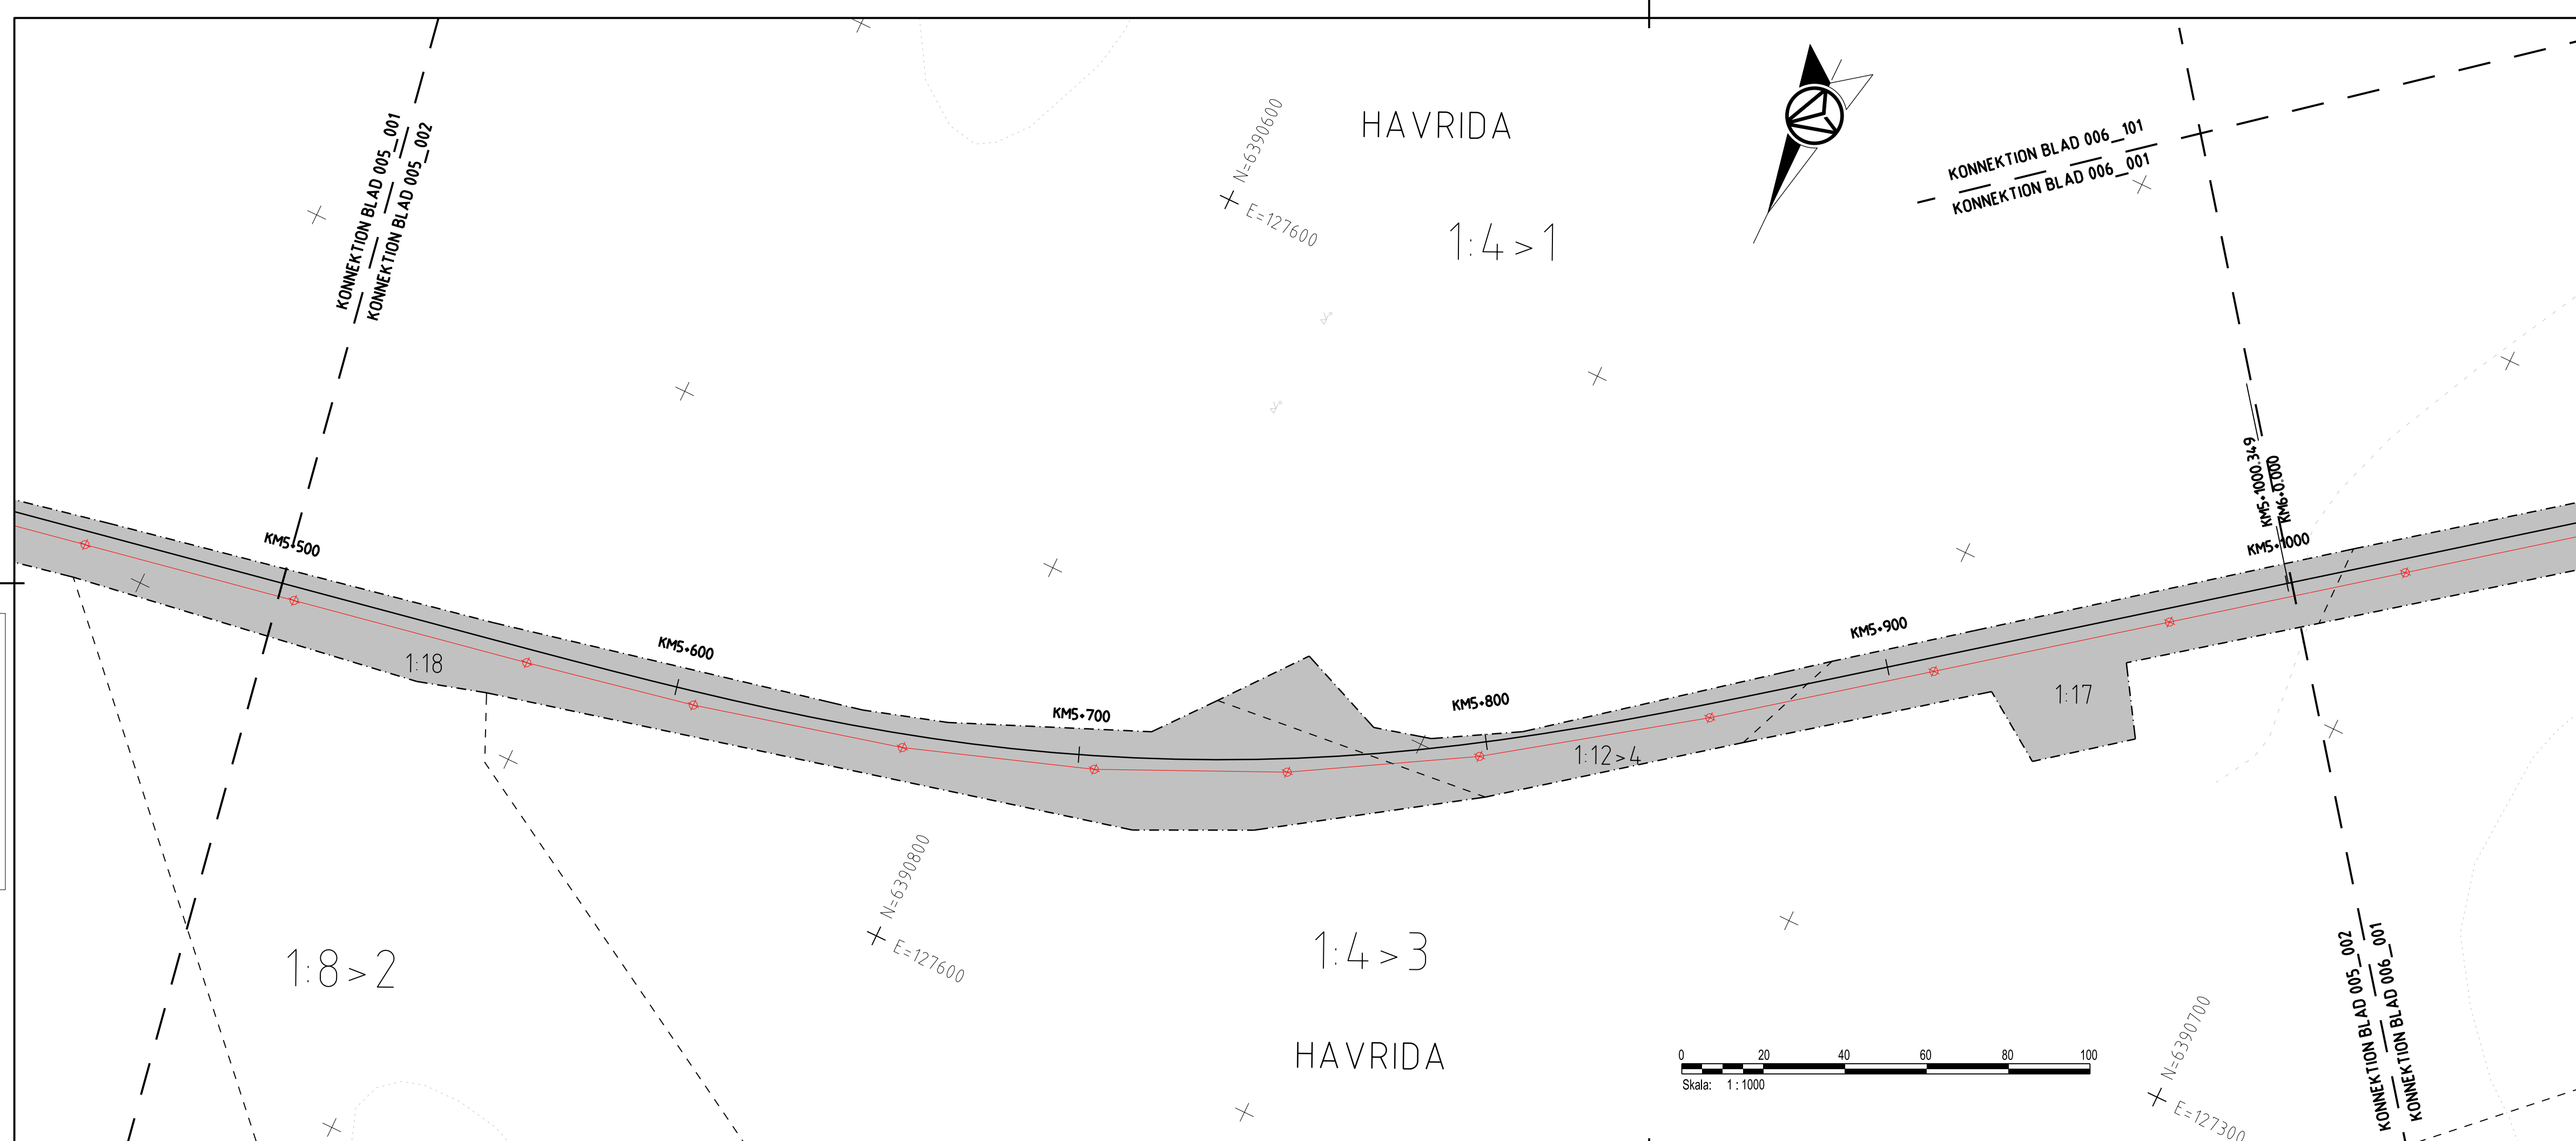 KONNEKTION BLAD 005_001
KONNEKTION BLAD 005_002
N=6390600
E=127600
HAVRIDA
1:4>1
KONNEKTION BLAD 006_101
KONNEKTION BLAD 006_001
KM5+1000.349
KM6+0.000
KM5+1000
KM5+500
KM5+600
KM5+700
KM5+800
KM5+900
1:18
1:12>4
1:17
N=6390800
E=127600
1:8>2
1:4>3
HAVRIDA
KONNEKTION BLAD 005_002
KONNEKTION BLAD 006_001
N=6390700
E=127300
0 20 40 60 80 100
Skala: 1 : 1000